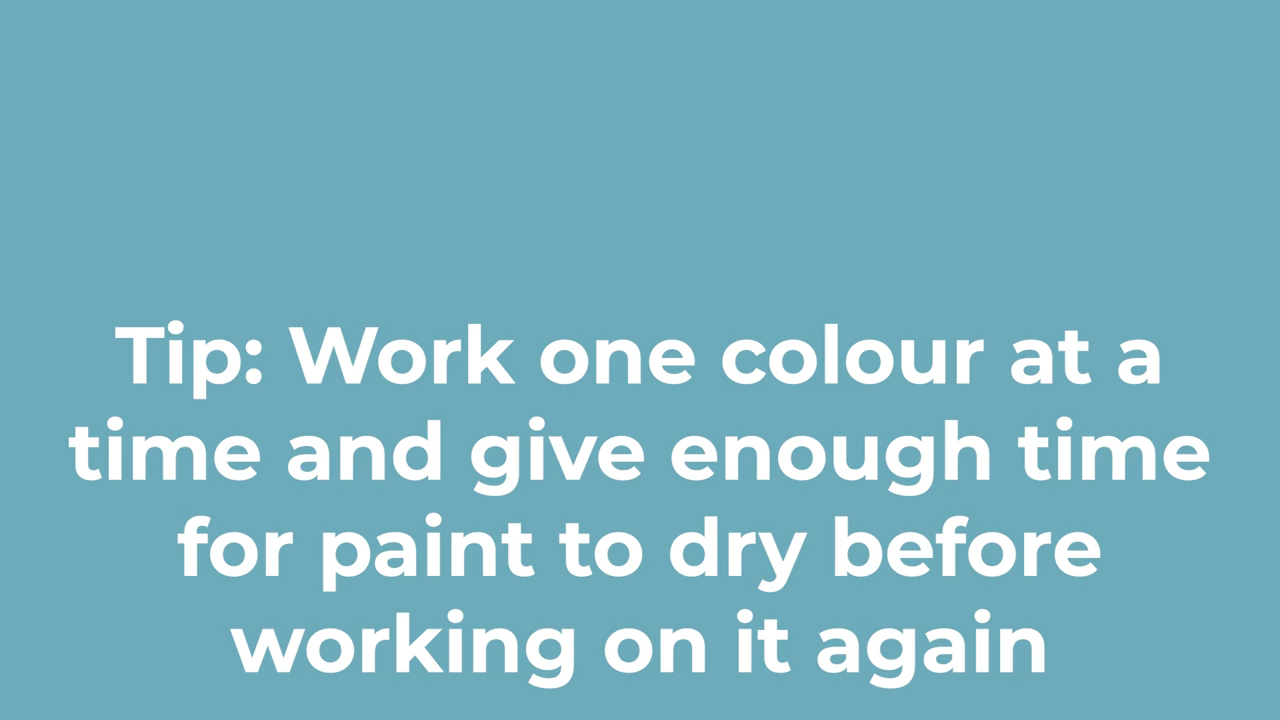 Tip: Work one colour at a
time and give enough time
for paint to dry before
working on it again